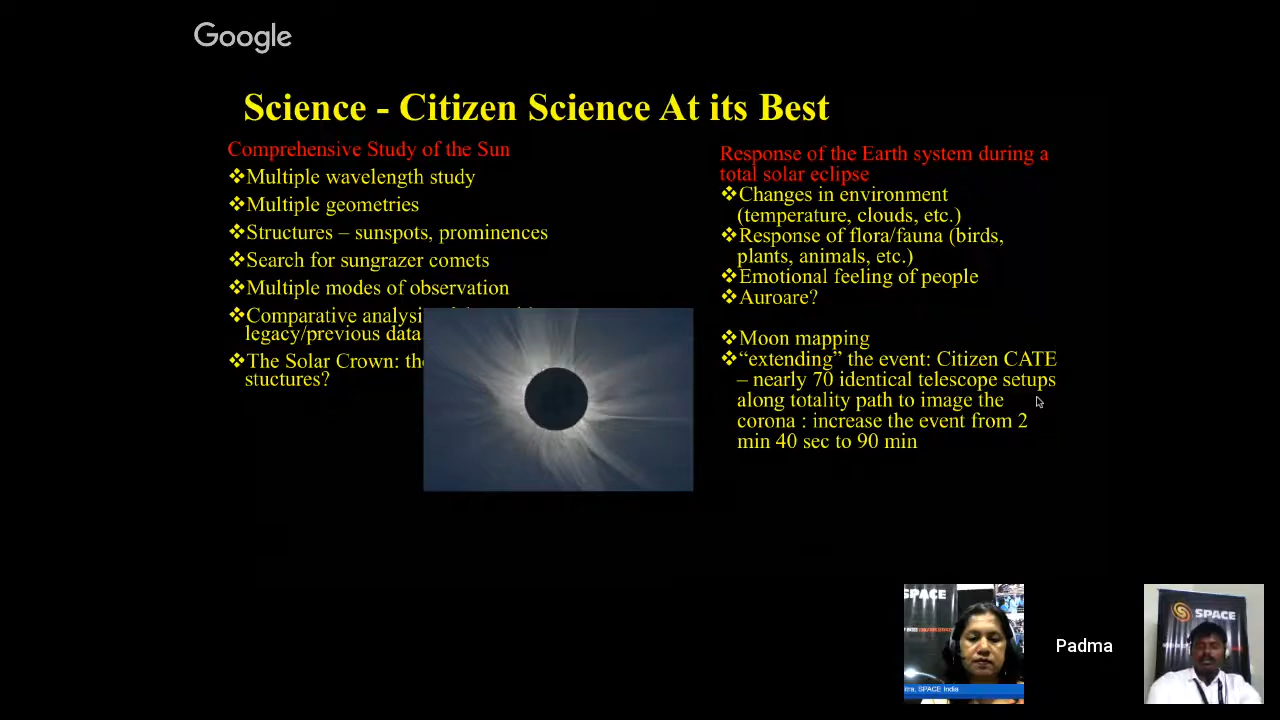 Google
Science - Citizen Science At its Best
Comprehensive Study of the Sun
❖Multiple wavelength study
❖Multiple geometries
❖Structures – sunspots, prominences
❖Search for sungrazer comets
❖Multiple modes of observation
❖Comparative analysi
legacy/previous data
❖The Solar Crown: the
stuctures?
Response of the Earth system during a
total solar eclipse
❖Changes in environment
(temperature, clouds, etc.)
❖Response of flora/fauna (birds,
plants, animals, etc.)
❖Emotional feeling of people
❖Auroare?
❖Moon mapping
❖“extending” the event: Citizen CATE
– nearly 70 identical telescope setups
along totality path to image the
corona : increase the event from 2
min 40 sec to 90 min
SPACE
itra, SPACE India
Padma
SPACE